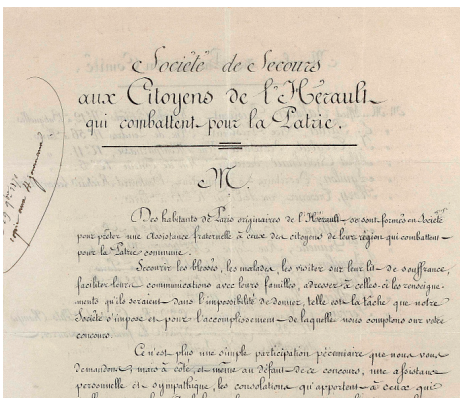 Société de Secours
aux Citoyens de l'Hérault
qui combattent pour la Patrie.
M.
Des habitants de Paris originaires de l'Hérault se sont formés en Société
pour prêter une assistance fraternelle à ceux des citoyens de leur région qui combattent
pour la Patrie commune.
Secourir les blessés, les malades, les visiter sur leur lit de souffrance,
faciliter leurs communications avec leurs familles, adresser à celles-ci les renseigne-
ments qu'ils seraient dans l'impossibilité de donner, telle est la tâche que notre
Société s'impose et pour l'accomplissement de laquelle nous comptons sur votre
concours.
Ce n'est plus une simple participation pécuniaire que nous vous
demandons; mais à côté, et même au défaut de ce concours, une assistance
personnelle et sympathique, les consolations qu'apportent à ceux qui